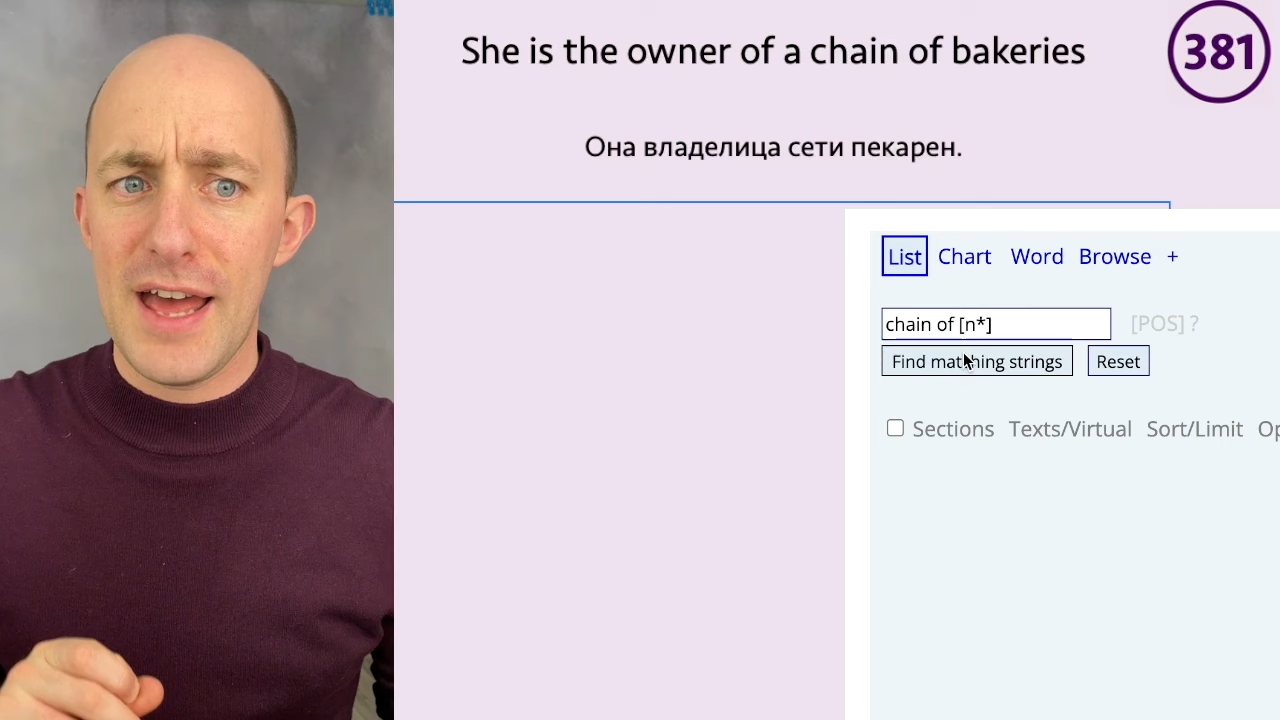 She is the owner of a chain of bakeries
381
Она владелица сети пекарен.
List Chart Word Browse +
chain of [n*] [POS] ?
Find matching strings Reset
Sections Texts/Virtual Sort/Limit